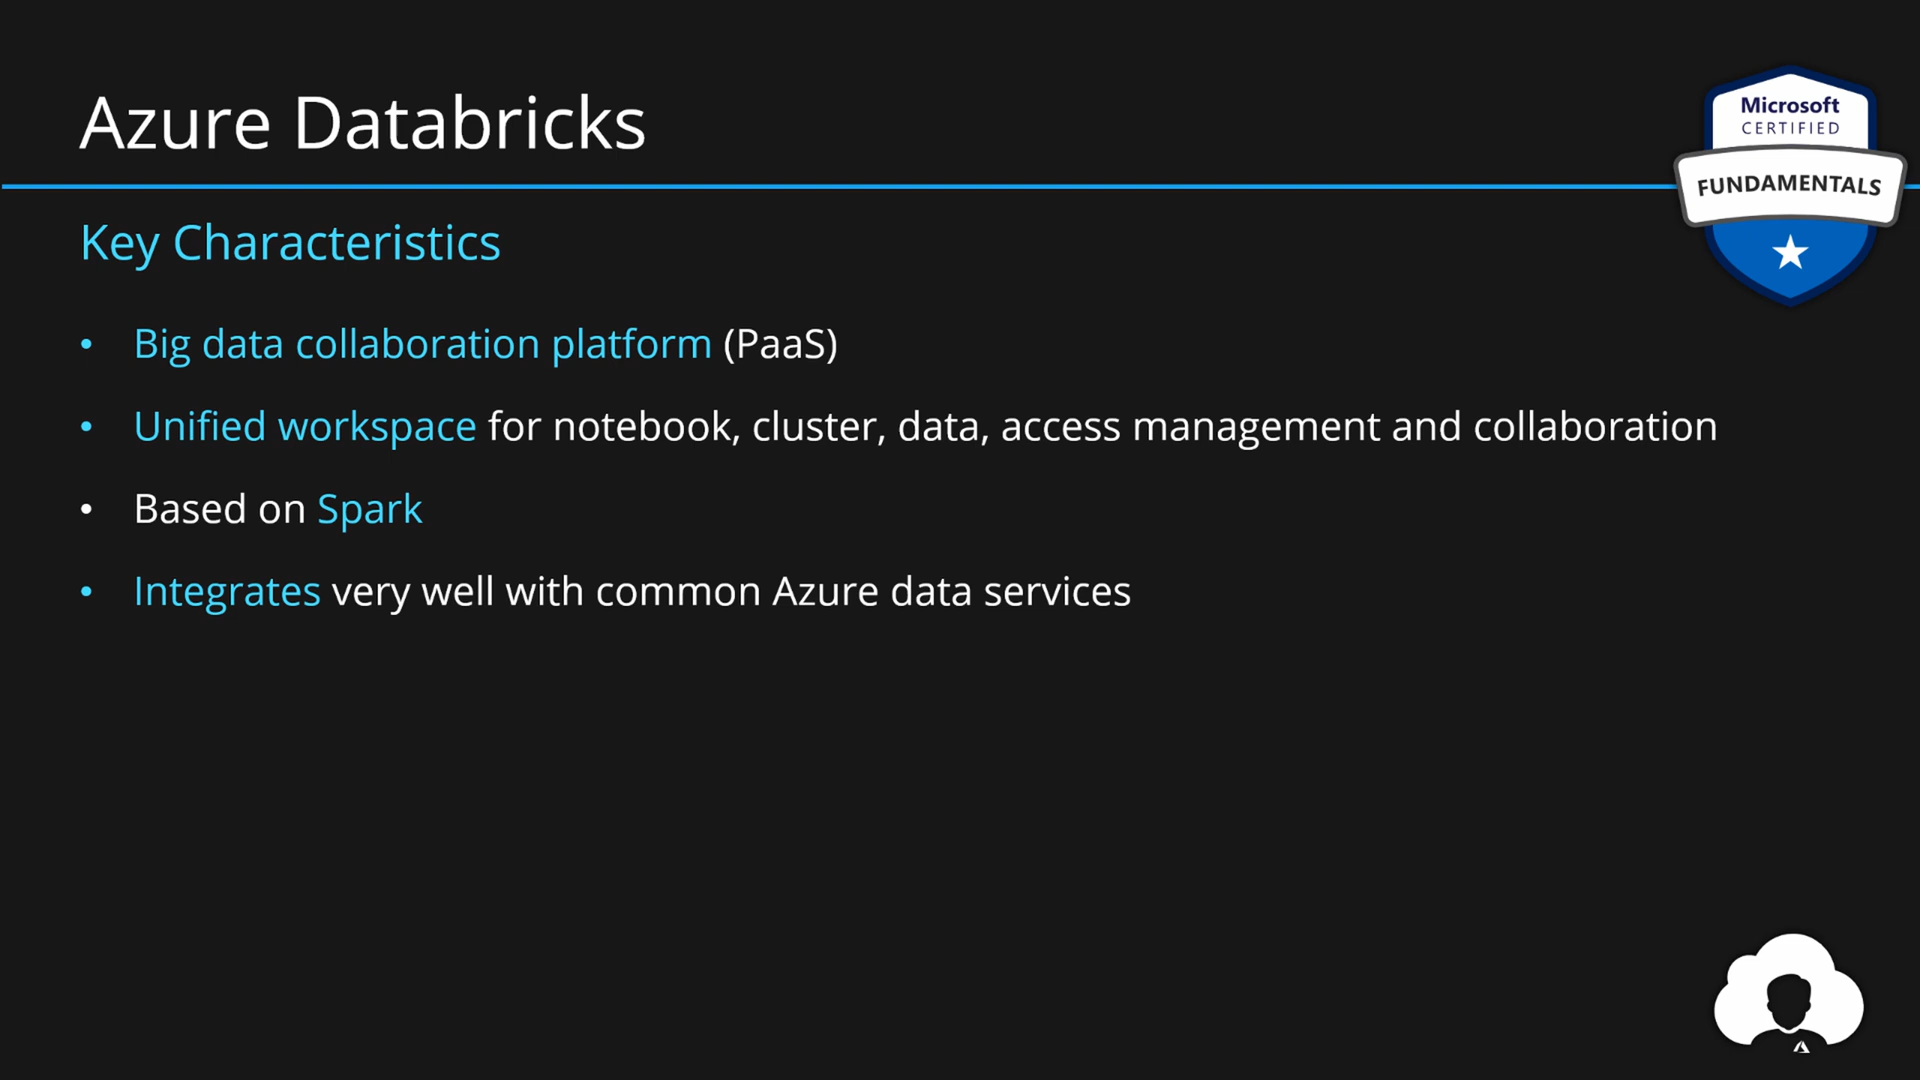 Azure Databricks
Microsoft
CERTIFIED
FUNDAMENTALS
Key Characteristics
• Big data collaboration platform (PaaS)
• Unified workspace for notebook, cluster, data, access management and collaboration
• Based on Spark
• Integrates very well with common Azure data services